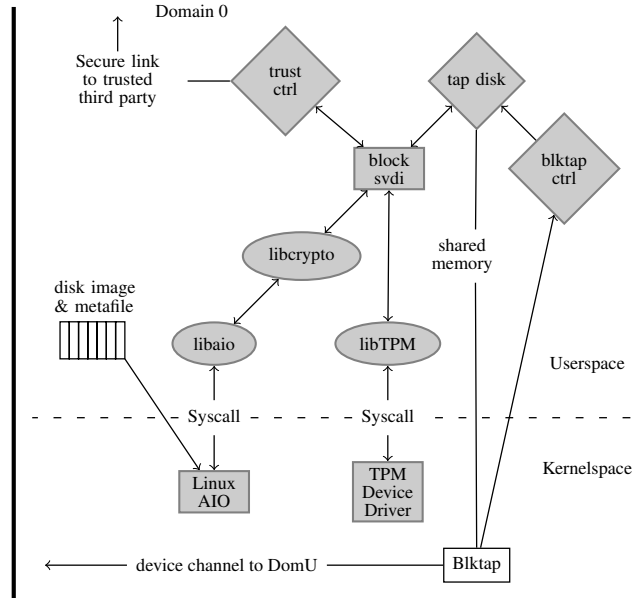 Domain 0
Secure link
to trusted
third party
trust
ctrl
tap disk
block
svdi
blktap
ctrl
libcrypto
shared
memory
disk image
& metafile
libaio
libTPM
Userspace
Syscall
Syscall
Kernelspace
Linux
AIO
TPM
Device
Driver
device channel to DomU
Blktap